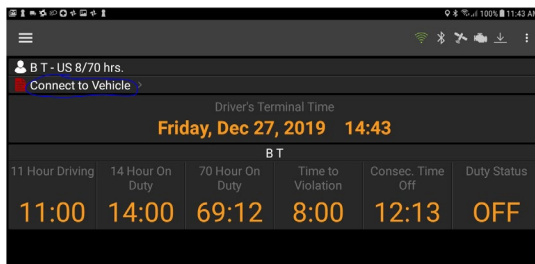 100% 11:43 AM
B T - US 8/70 hrs.
Connect to Vehicle >
Driver's Terminal Time
Friday, Dec 27, 2019 14:43
B T
11 Hour Driving 14 Hour On Duty 70 Hour On Duty Time to Violation Consec. Time Off Duty Status
11:00 14:00 69:12 8:00 12:13 OFF